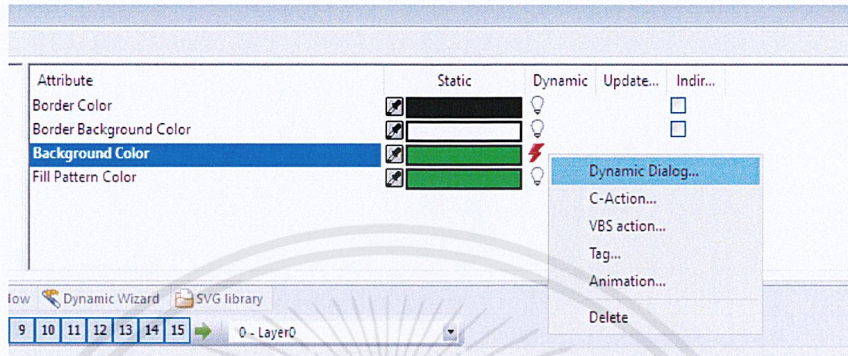 Attribute Static Dynamic Update... Indir...
Border Color
Border Background Color
Background Color
Fill Pattern Color
Dynamic Dialog...
C-Action...
VBS action...
Tag...
Animation...
Delete
Dynamic Wizard SVG library
9 10 11 12 13 14 15 0 - Layer0